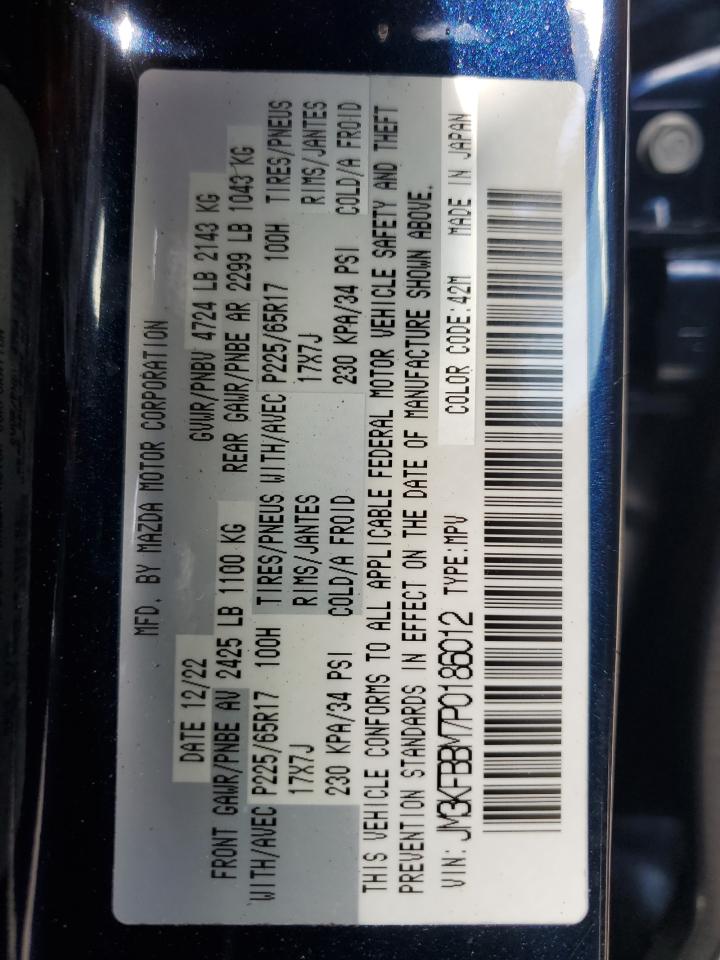 MFD. BY MAZDA MOTOR CORPORATION
DATE 12/22 GVWR/PNBV 4724 LB 2143 KG
FRONT GAWR/PNBE AV 2425 LB 1100 KG REAR GAWR/PNBE AR 2299 LB 1043 KG
WITH/AVEC P225/65R17 100H TIRES/PNEUS WITH/AVEC P225/65R17 100H TIRES/PNEUS
17X7J RIMS/JANTES 17X7J RIMS/JANTES
230 KPA/34 PSI COLD/A FROID 230 KPA/34 PSI COLD/A FROID
THIS VEHICLE CONFORMS TO ALL APPLICABLE FEDERAL MOTOR VEHICLE SAFETY AND THEFT
PREVENTION STANDARDS IN EFFECT ON THE DATE OF MANUFACTURE SHOWN ABOVE.
VIN: JM3KFBBM7P0186012 TYPE:MPV COLOR CODE:42M MADE IN JAPAN